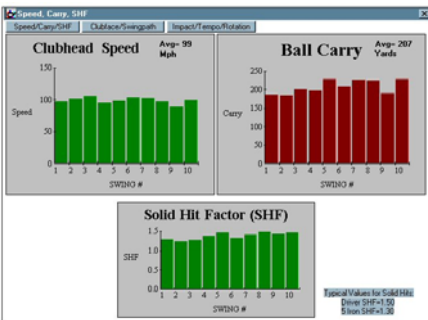 Speed, Carry, SHF
Speed/Carry/SHF Clubface/Swingpath Impact/Tempo/Rotation
Clubhead Speed
Avg= 99
Mph
150
100
50
0
Speed
1 2 3 4 5 6 7 8 9 10
SWING #
Ball Carry
Avg= 207
Yards
250
200
150
100
50
0
Carry
1 2 3 4 5 6 7 8 9 10
SWING #
Solid Hit Factor (SHF)
1.5
1.0
0.5
0.0
SHF
1 2 3 4 5 6 7 8 9 10
SWING #
Typical Values for Solid Hits
Driver SHF=1.50
5 Iron SHF=1.30